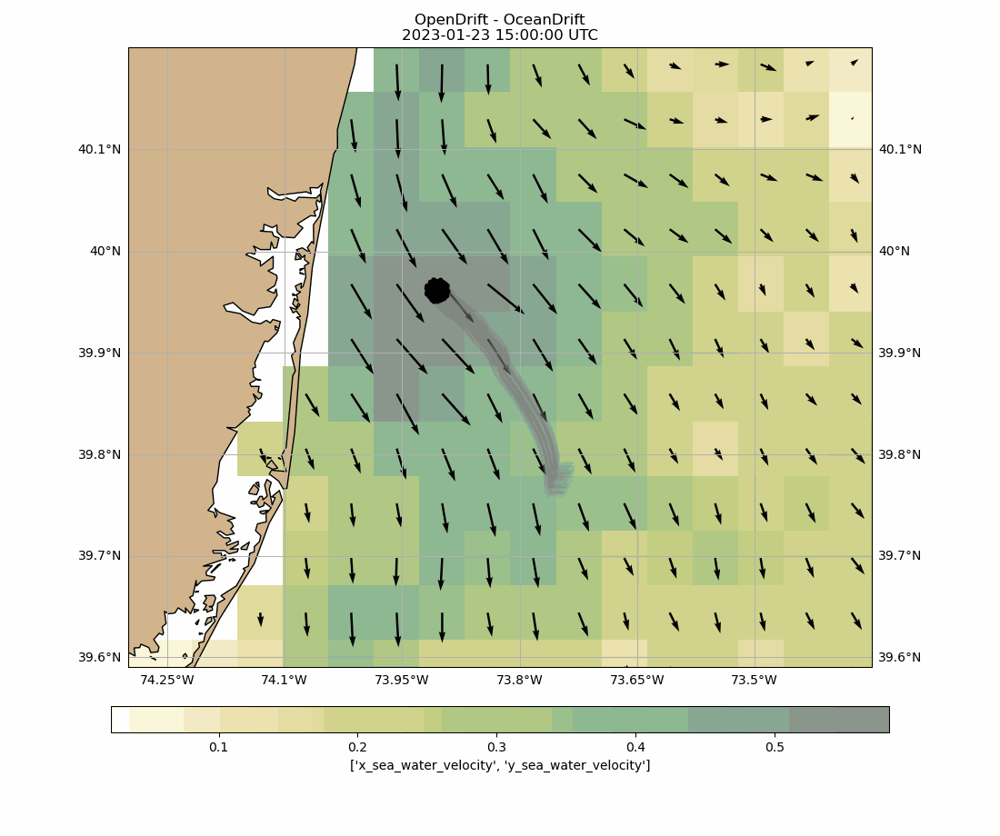 OpenDrift - OceanDrift
2023-01-23 15:00:00 UTC
40.1°N 40.1°N
40°N 40°N
39.9°N 39.9°N
39.8°N 39.8°N
39.7°N 39.7°N
39.6°N 39.6°N
74.25°W 74.1°W 73.95°W 73.8°W 73.65°W 73.5°W
0.1 0.2 0.3 0.4 0.5
['x_sea_water_velocity', 'y_sea_water_velocity']